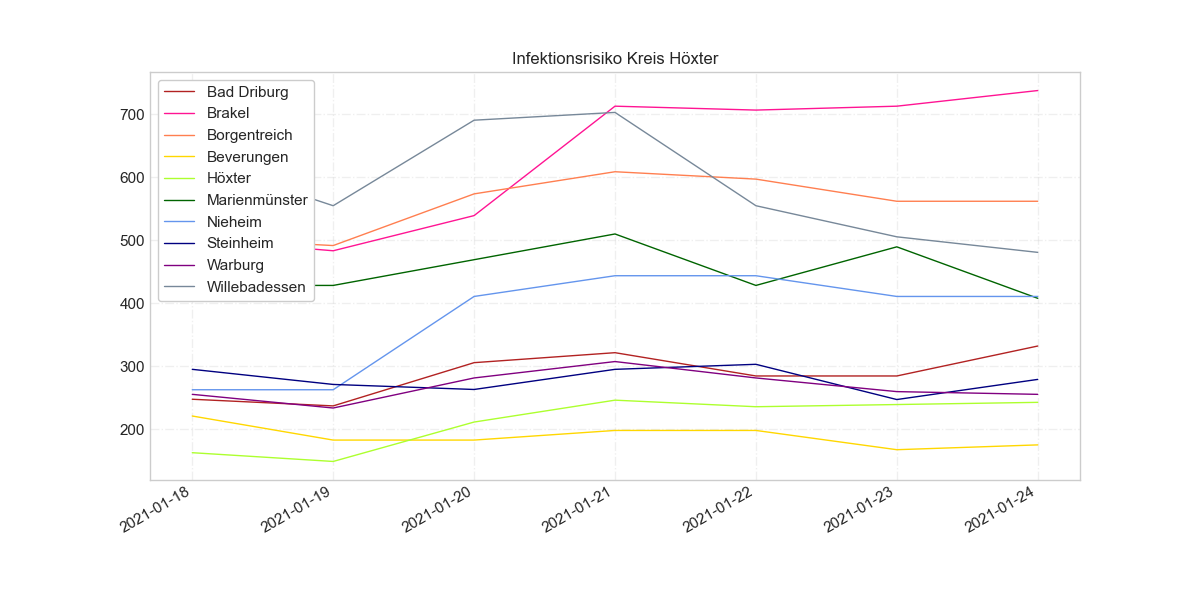 Infektionsrisiko Kreis Höxter
Bad Driburg
Brakel
Borgentreich
Beverungen
Höxter
Marienmünster
Nieheim
Steinheim
Warburg
Willebadessen
700
600
500
400
300
200
2021-01-18
2021-01-19
2021-01-20
2021-01-21
2021-01-22
2021-01-23
2021-01-24